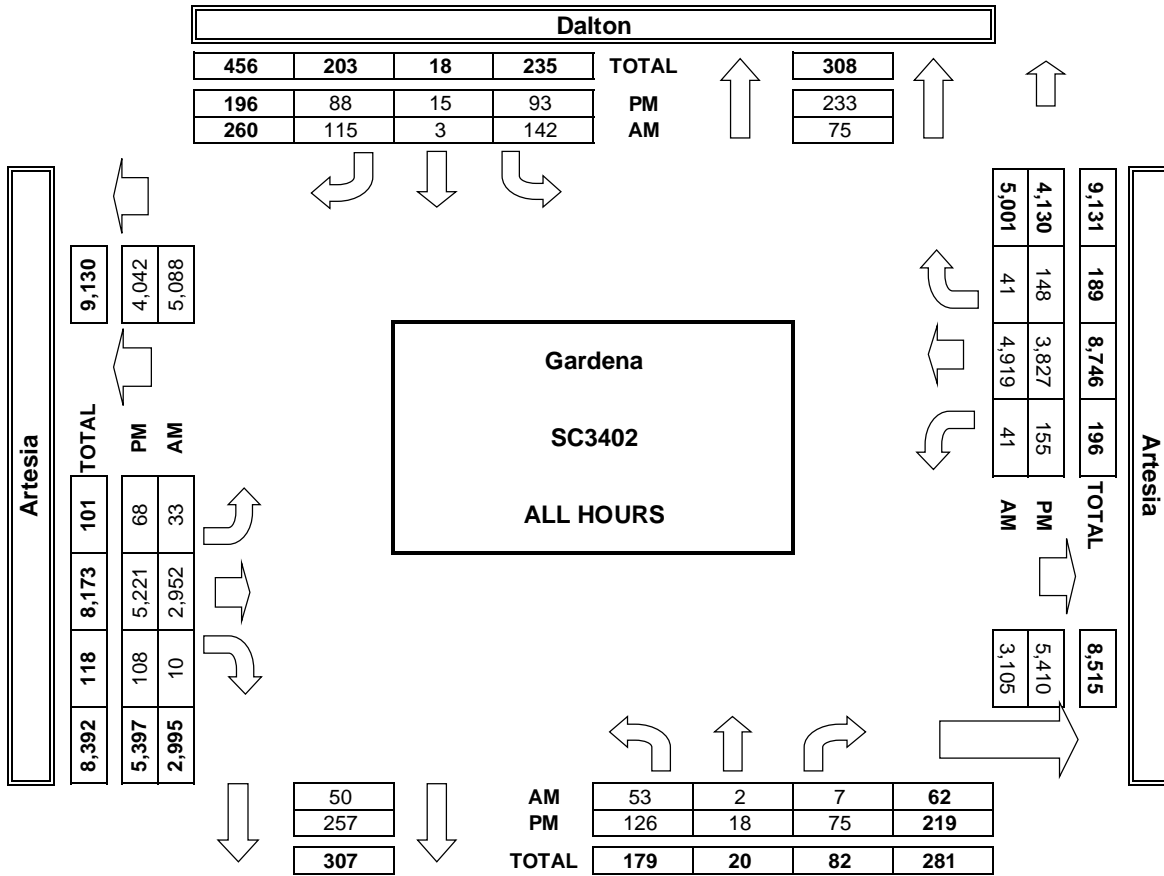 Dalton
456 203 18 235 TOTAL 308
196 88 15 93 PM 233
260 115 3 142 AM 75
Artesia
9,130
4,042
5,088
TOTAL 101 8,173 118 8,392
PM 68 5,221 108 5,397
AM 33 2,952 10 2,995
Gardena
SC3402
ALL HOURS
9,131 189 8,746 196 TOTAL 8,515
4,130 148 3,827 155 PM 5,410
5,001 41 4,919 41 AM 3,105
Artesia
50 AM 53 2 7 62
257 PM 126 18 75 219
307 TOTAL 179 20 82 281